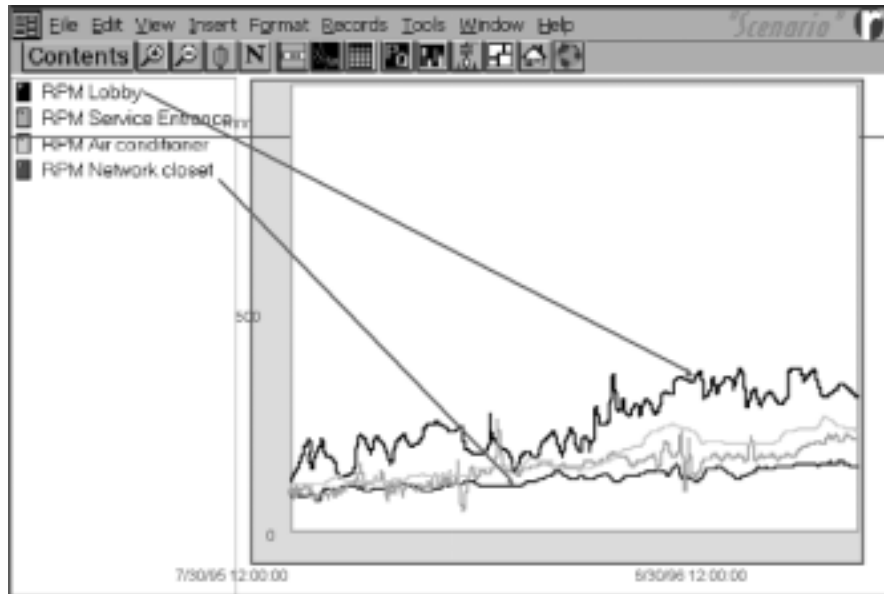 File Edit View Insert Format Records Tools Window Help
"Scenario"
Contents N
RPM Lobby
RPM Service Entrance
RPM Air conditioner
RPM Network closet
500
0
7/30/95 12:00:00
6/30/96 12:00:00